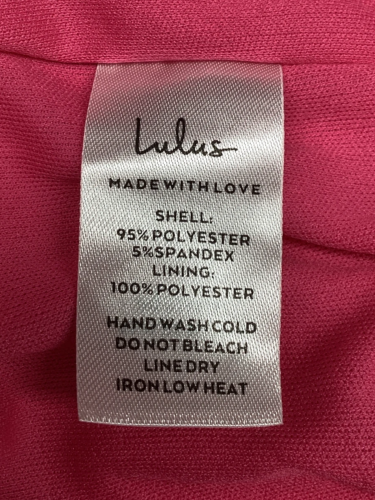 Lulus
MADE WITH LOVE
SHELL:
95% POLYESTER
5% SPANDEX
LINING:
100% POLYESTER
HAND WASH COLD
DO NOT BLEACH
LINE DRY
IRON LOW HEAT